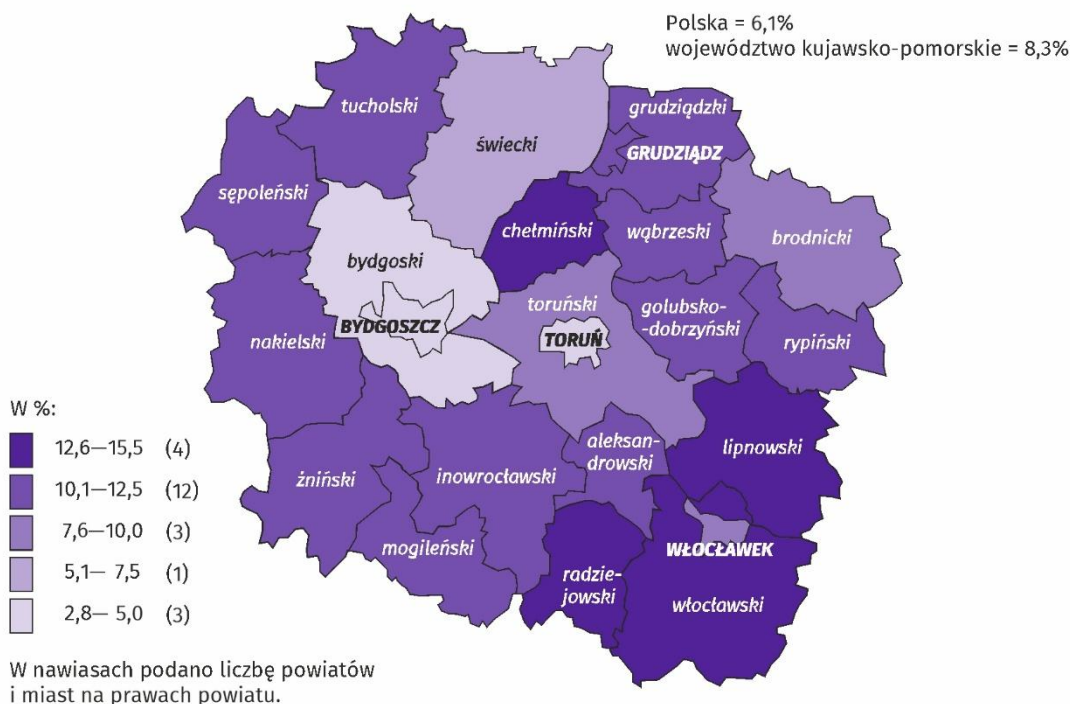 Polska = 6,1%
województwo kujawsko-pomorskie = 8,3%
tucholski
grudziądzki
świecki
GRUDZIĄDZ
sępoleński
chełmiński
wąbrzeski
brodnicki
bydgoski
toruński
golubsko-
-dobrzyński
BYDGOSZCZ
TORUŃ
nakielski
rypiński
aleksan-
drowski
lipnowski
żniński
inowrocławski
mogileński
WŁOCŁAWEK
radzie-
jowski
włocławski
W %:
12,6—15,5 (4)
10,1—12,5 (12)
7,6—10,0 (3)
5,1— 7,5 (1)
2,8— 5,0 (3)
W nawiasach podano liczbę powiatów
i miast na prawach powiatu.